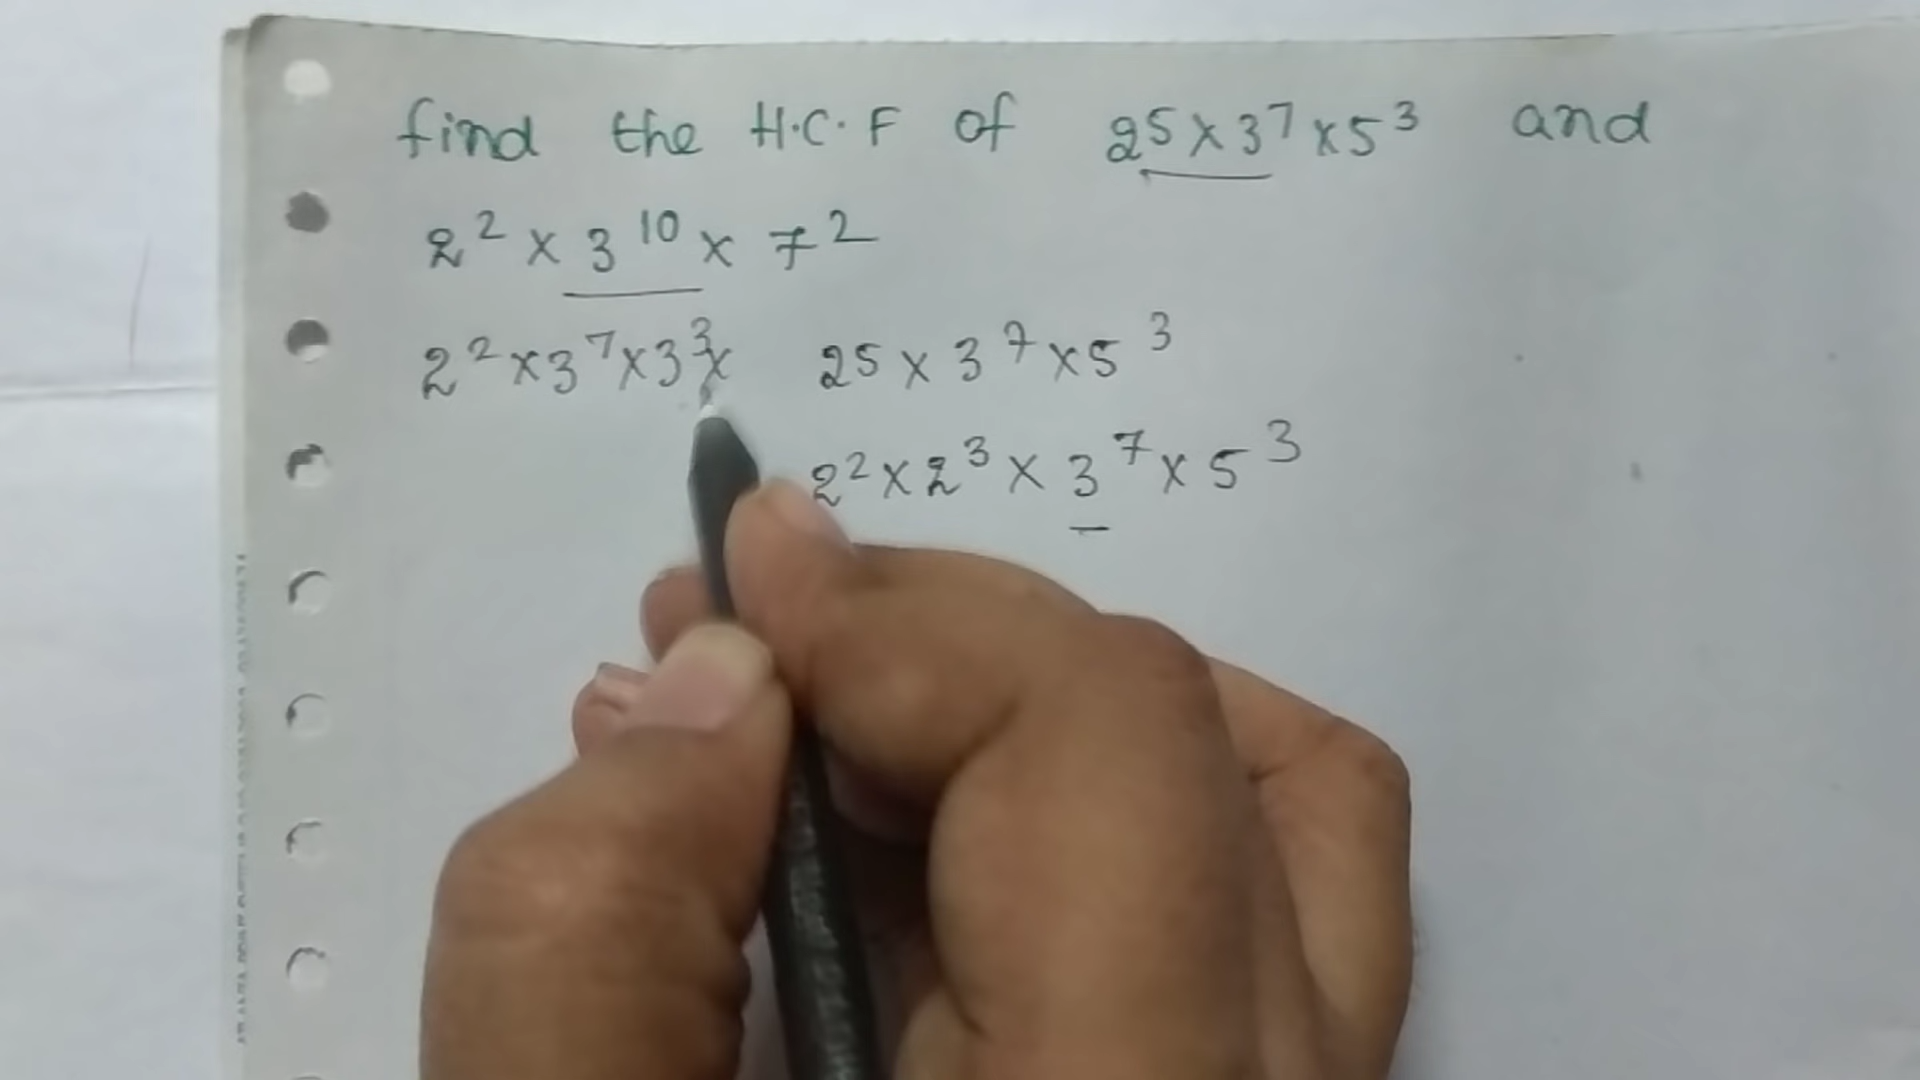 find the H.C.F of 2⁵×3⁷×5³ and
2²×3¹⁰×7²
2²×3⁷×3³× 2⁵×3⁷×5³
2²×2³×3⁷×5³